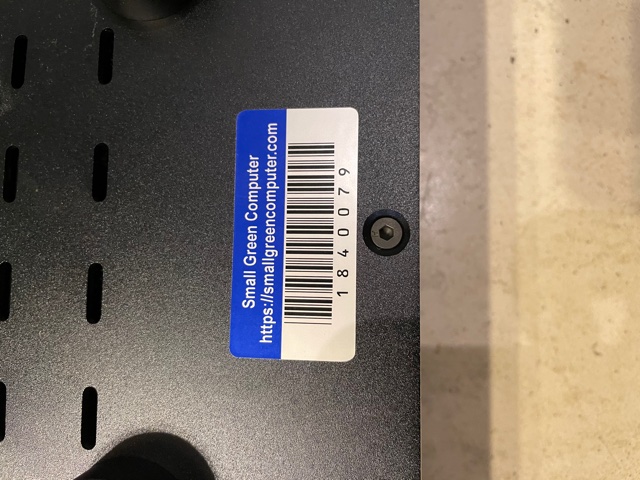 Small Green Computer
https://smallgreencomputer.com
1840079